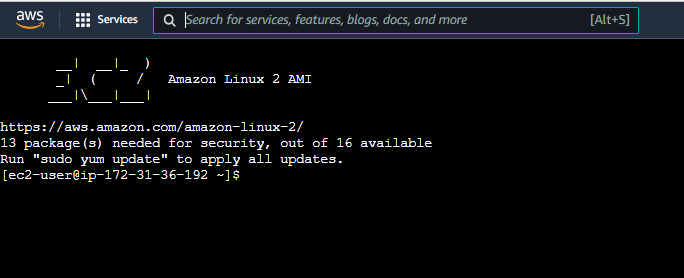 aws Services Search for services, features, blogs, docs, and more [Alt+S]
__|  __|_  )
_|  (     /   Amazon Linux 2 AMI
___|\___|___|
https://aws.amazon.com/amazon-linux-2/
13 package(s) needed for security, out of 16 available
Run "sudo yum update" to apply all updates.
[ec2-user@ip-172-31-36-192 ~]$